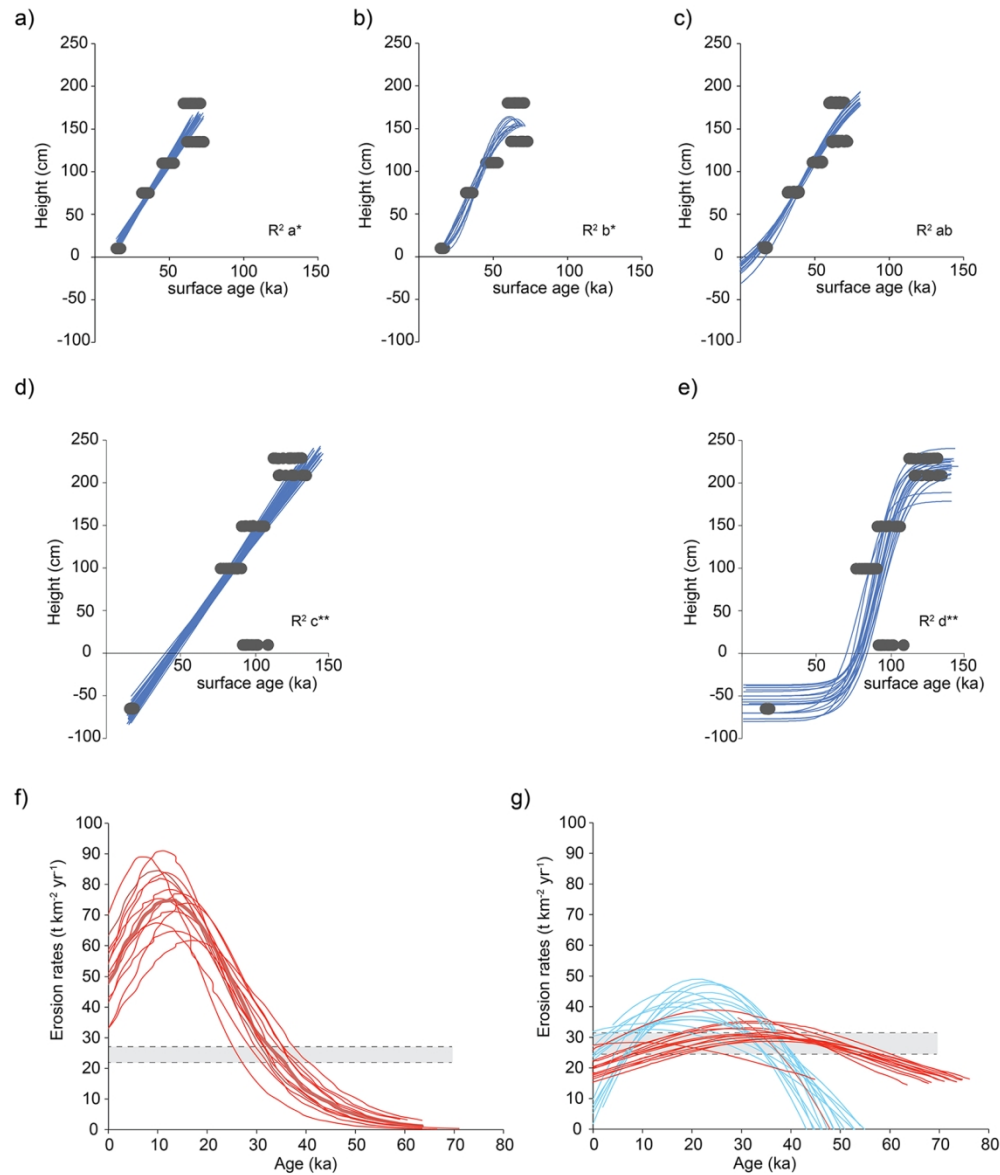 a)
b)
c)
250
200
150
100
50
0
-50
-100
Height (cm)
50
100
150
surface age (ka)
R² a*
250
200
150
100
50
0
-50
-100
Height (cm)
50
100
150
surface age (ka)
R² b*
250
200
150
100
50
0
-50
-100
Height (cm)
50
100
150
surface age (ka)
R² ab
d)
e)
250
200
150
100
50
0
-50
-100
Height (cm)
50
100
150
surface age (ka)
R² c**
250
200
150
100
50
0
-50
-100
Height (cm)
50
100
150
surface age (ka)
R² d**
f)
g)
100
90
80
70
60
50
40
30
20
10
0
Erosion rates (t km⁻² yr⁻¹)
0 10 20 30 40 50 60 70 80
Age (ka)
100
90
80
70
60
50
40
30
20
10
0
Erosion rates (t km⁻² yr⁻¹)
0 10 20 30 40 50 60 70 80
Age (ka)